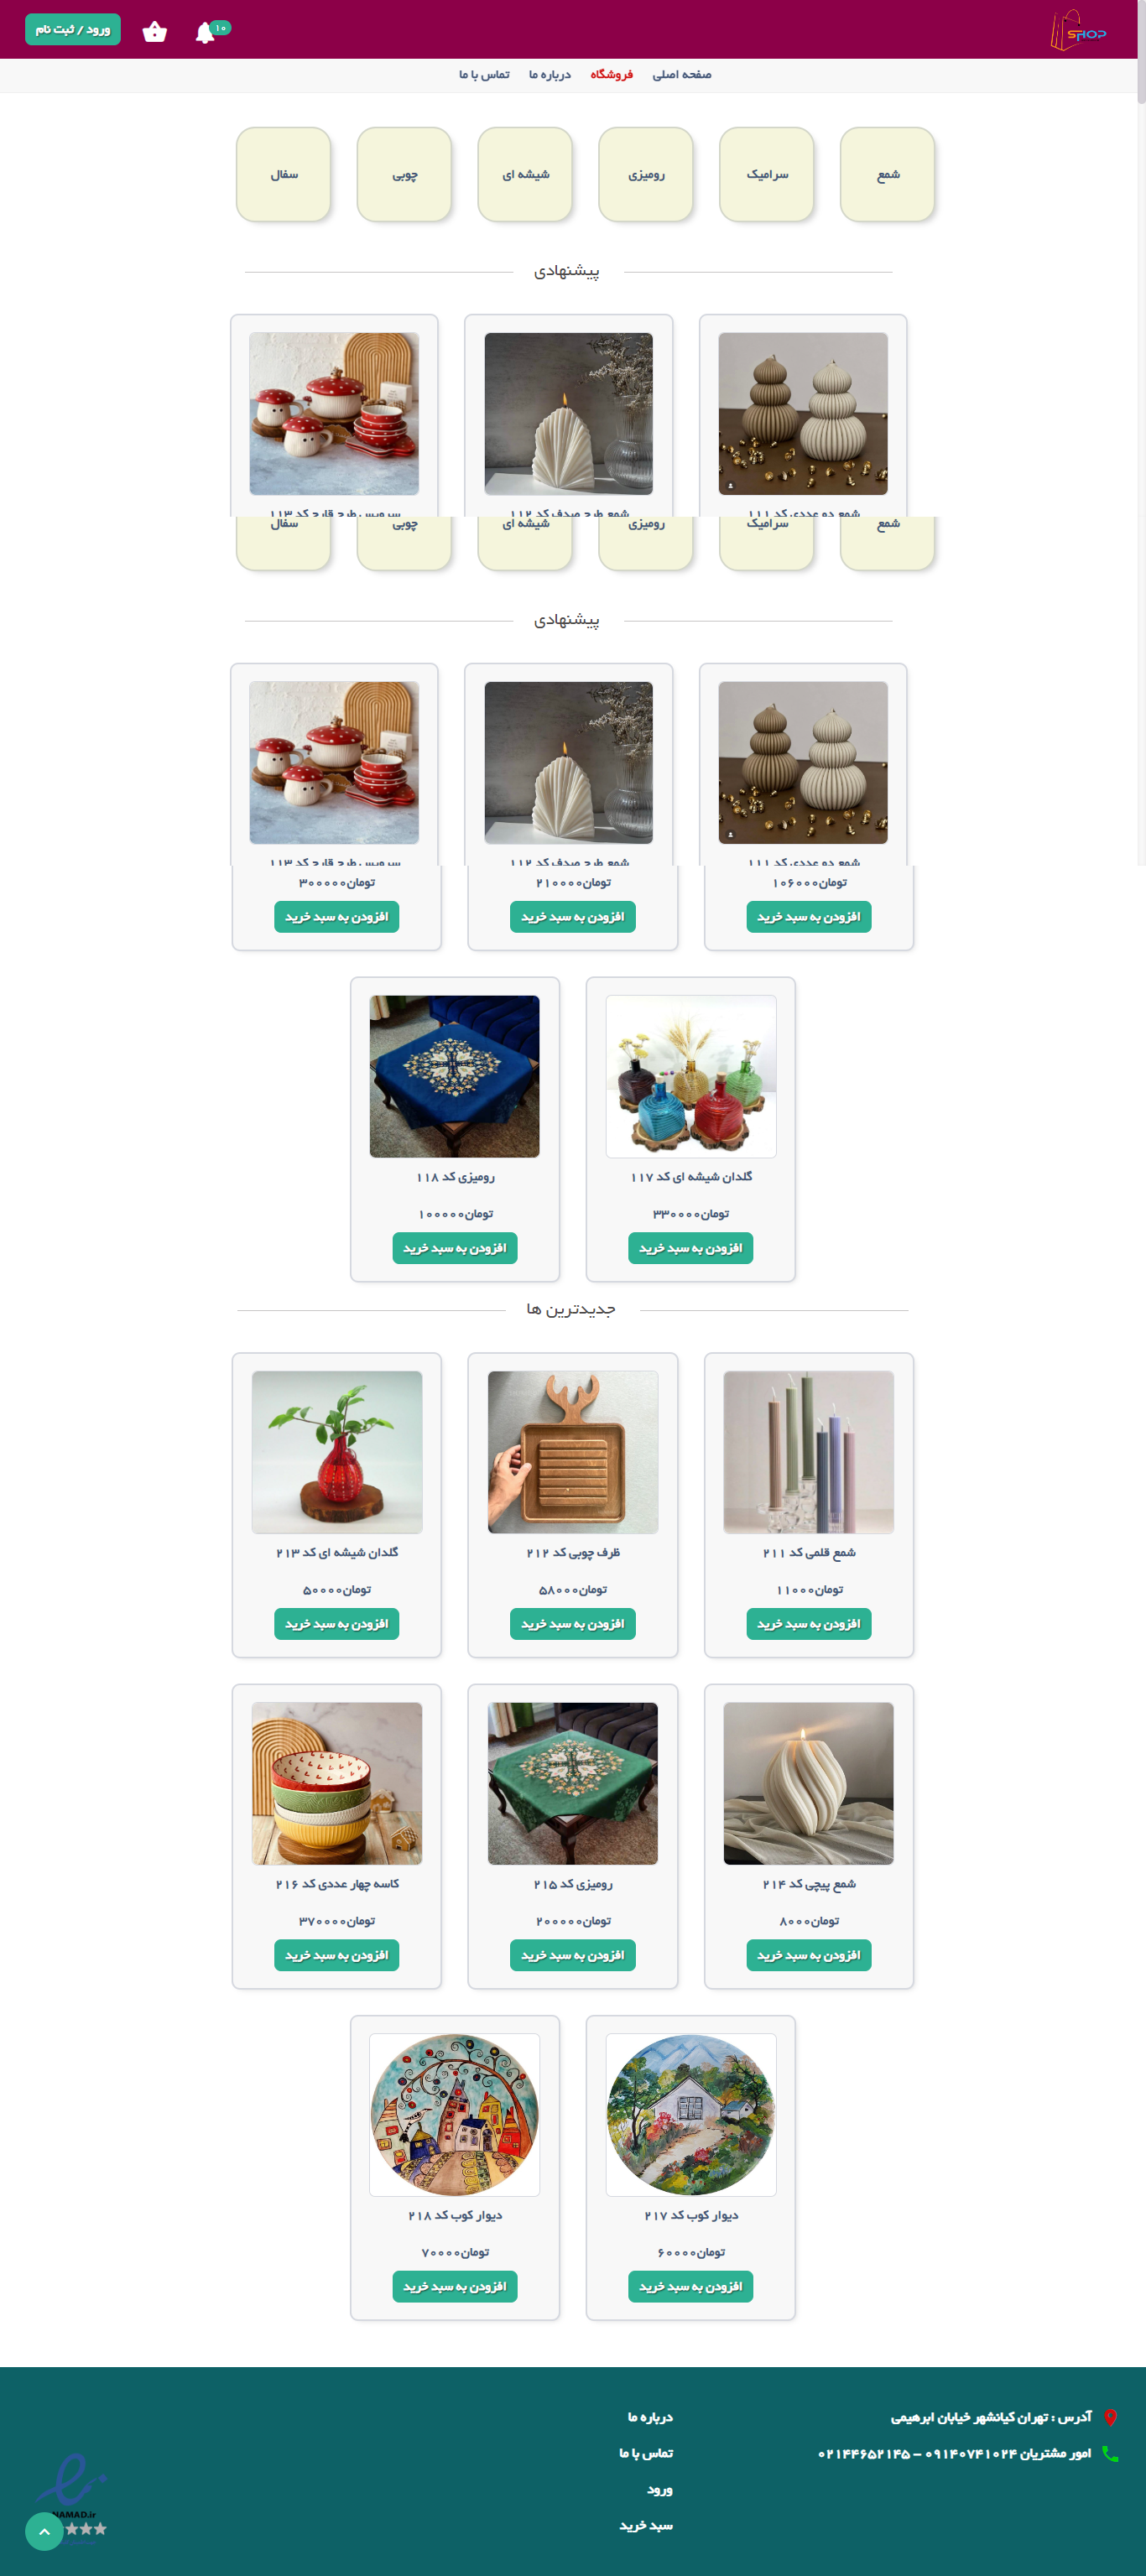 SHOP
۱۰
ورود / ثبت نام
صفحه اصلی
فروشگاه
درباره ما
تماس با ما
شمع
سرامیک
رومیزی
شیشه ای
چوبی
سفال
پیشنهادی
شمع دو عددی کد ۱۱۱
شمع طرح صدف کد ۱۱۲
سرویس طرح قارچ کد ۱۱۳
شمع
سرامیک
رومیزی
شیشه ای
چوبی
سفال
پیشنهادی
شمع دو عددی کد ۱۱۱
شمع طرح صدف کد ۱۱۲
سرویس طرح قارچ کد ۱۱۳
تومان۱۰۶۰۰۰
تومان۲۱۰۰۰۰
تومان۳۰۰۰۰۰
افزودن به سبد خرید
افزودن به سبد خرید
افزودن به سبد خرید
گلدان شیشه ای کد ۱۱۷
رومیزی کد ۱۱۸
تومان۳۳۰۰۰۰
تومان۱۰۰۰۰۰
افزودن به سبد خرید
افزودن به سبد خرید
جدیدترین ها
شمع قلمی کد ۲۱۱
ظرف چوبی کد ۲۱۲
گلدان شیشه ای کد ۲۱۳
تومان۱۱۰۰۰
تومان۵۸۰۰۰
تومان۵۰۰۰۰
افزودن به سبد خرید
افزودن به سبد خرید
افزودن به سبد خرید
شمع پیچی کد ۲۱۴
رومیزی کد ۲۱۵
کاسه چهار عددی کد ۲۱۶
تومان۸۰۰۰
تومان۲۰۰۰۰۰
تومان۳۷۰۰۰۰
افزودن به سبد خرید
افزودن به سبد خرید
افزودن به سبد خرید
دیوار کوب کد ۲۱۷
دیوار کوب کد ۲۱۸
تومان۶۰۰۰۰
تومان۷۰۰۰۰
افزودن به سبد خرید
افزودن به سبد خرید
آدرس : تهران کیانشهر خیابان ابرهیمی
امور مشتریان ۰۹۱۴۰۷۴۱۰۲۴ – ۰۲۱۴۴۶۵۲۱۴۵
درباره ما
تماس با ما
ورود
سبد خرید
NAMAD.ir